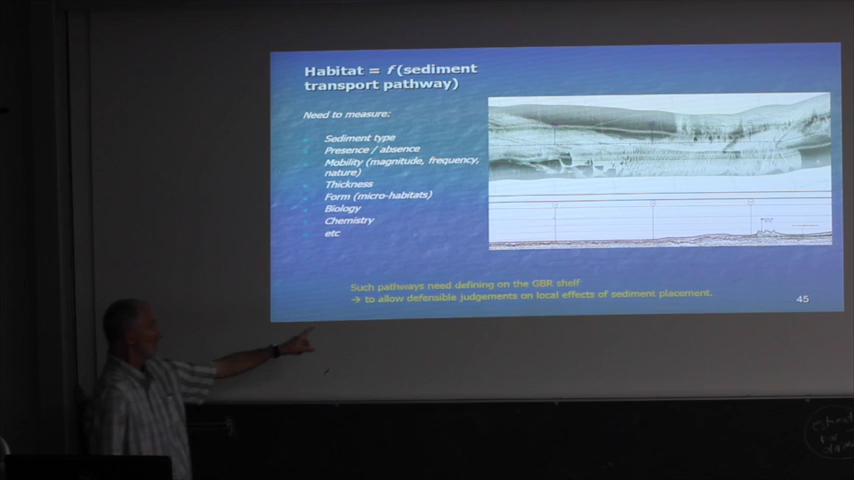 Habitat = f(sediment
transport pathway)
Need to measure:
Sediment type
Presence / absence
Mobility (magnitude, frequency,
nature)
Thickness
Form (micro-habitats)
Biology
Chemistry
etc
Such pathways need defining on the GBR shelf
→ to allow defensible judgements on local effects of sediment placement.
45